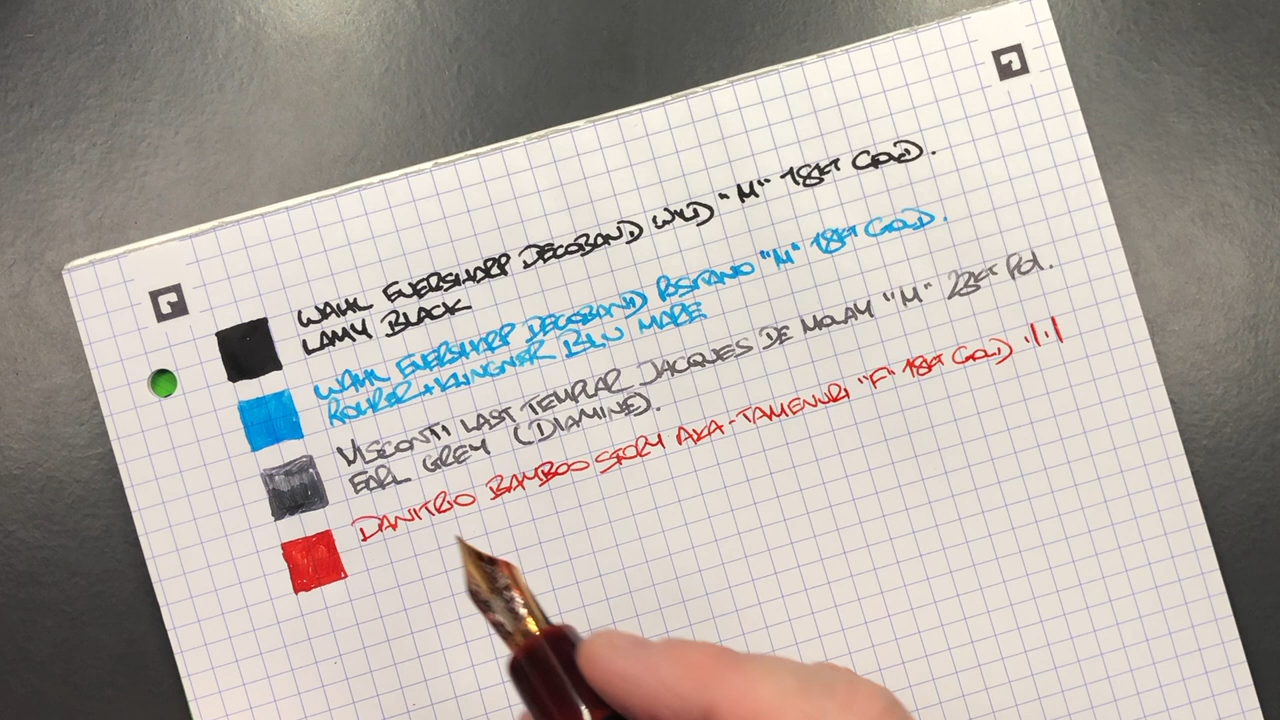 WAHL EVERSHARP DECOBAND WILD "M" 18KT GOLD.
LAMY BLACK
WAHL EVERSHARP DECOBAND POSITANO "M" 18KT GOLD.
ROHRER+KLINGNER BLU MARE
VISCONTI LAST TEMPLAR JACQUES DE MOLAY "M" 23KT Pd.
EARL GREY (DIAMINE).
DANITRIO BAMBOO STORY AKA-TAMENURI "F" 18KT GOLD